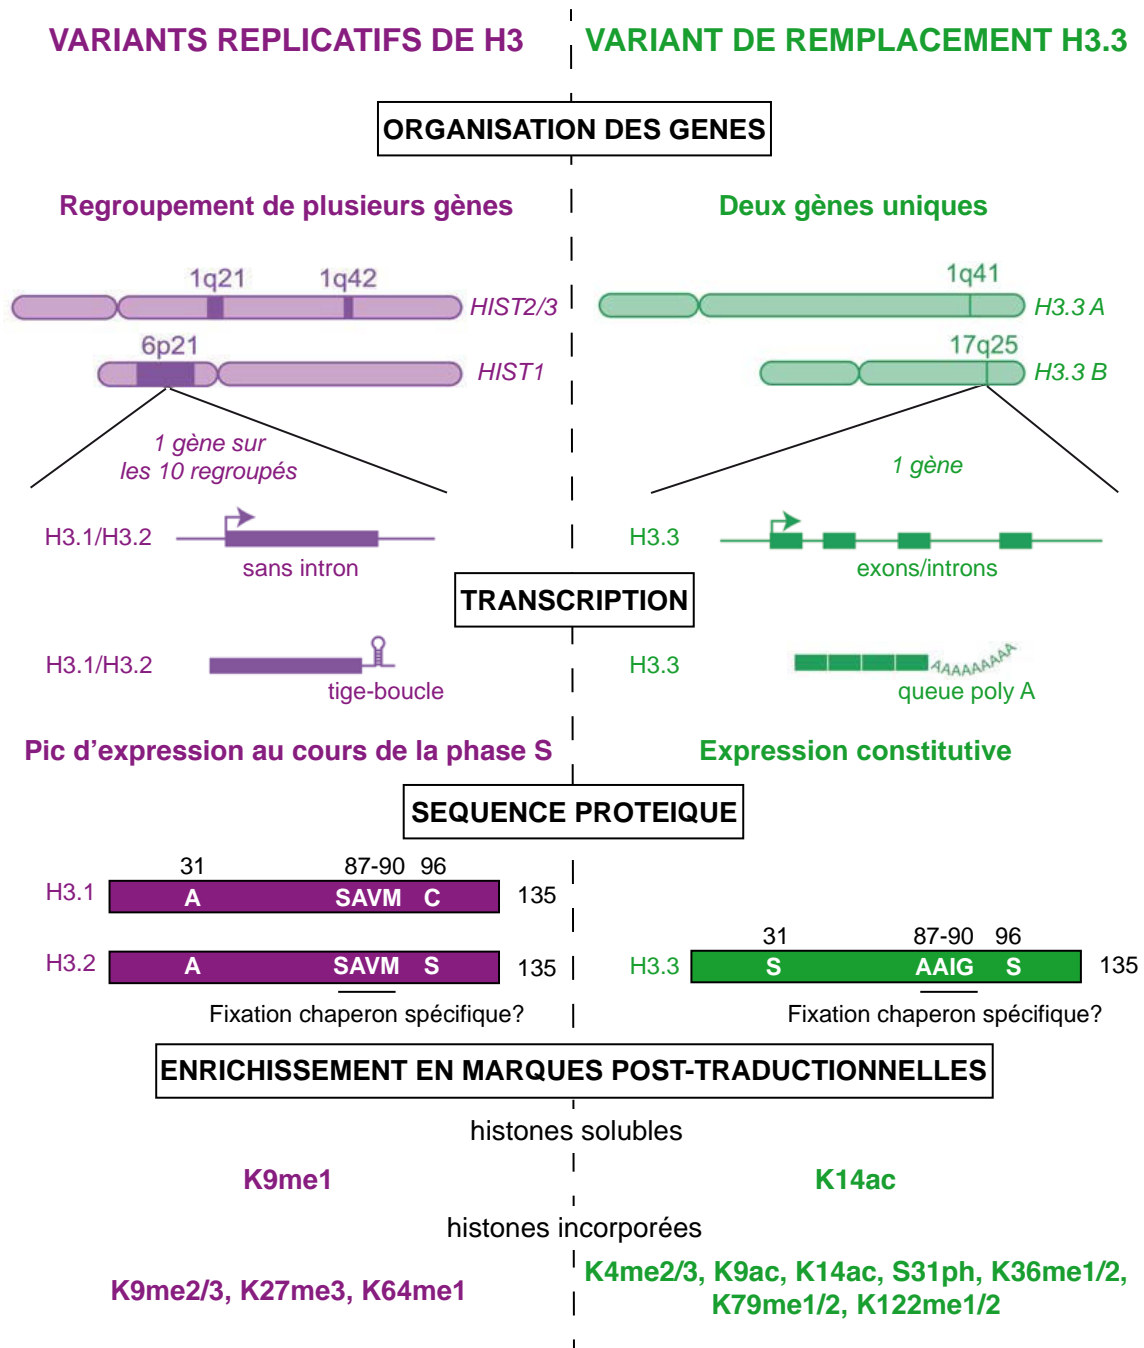 VARIANTS REPLICATIFS DE H3
VARIANT DE REMPLACEMENT H3.3
ORGANISATION DES GENES
Regroupement de plusieurs gènes
Deux gènes uniques
1q21
1q42
HIST2/3
6p21
HIST1
1q41
H3.3 A
17q25
H3.3 B
1 gène sur
les 10 regroupés
1 gène
H3.1/H3.2
sans intron
H3.3
exons/introns
TRANSCRIPTION
H3.1/H3.2
tige-boucle
H3.3
AAAAAAAAA
queue poly A
Pic d'expression au cours de la phase S
Expression constitutive
SEQUENCE PROTEIQUE
31 87-90 96
H3.1 A SAVM C 135
H3.2 A SAVM S 135
Fixation chaperon spécifique?
31 87-90 96
H3.3 S AAIG S 135
Fixation chaperon spécifique?
ENRICHISSEMENT EN MARQUES POST-TRADUCTIONNELLES
histones solubles
K9me1
K14ac
histones incorporées
K9me2/3, K27me3, K64me1
K4me2/3, K9ac, K14ac, S31ph, K36me1/2,
K79me1/2, K122me1/2